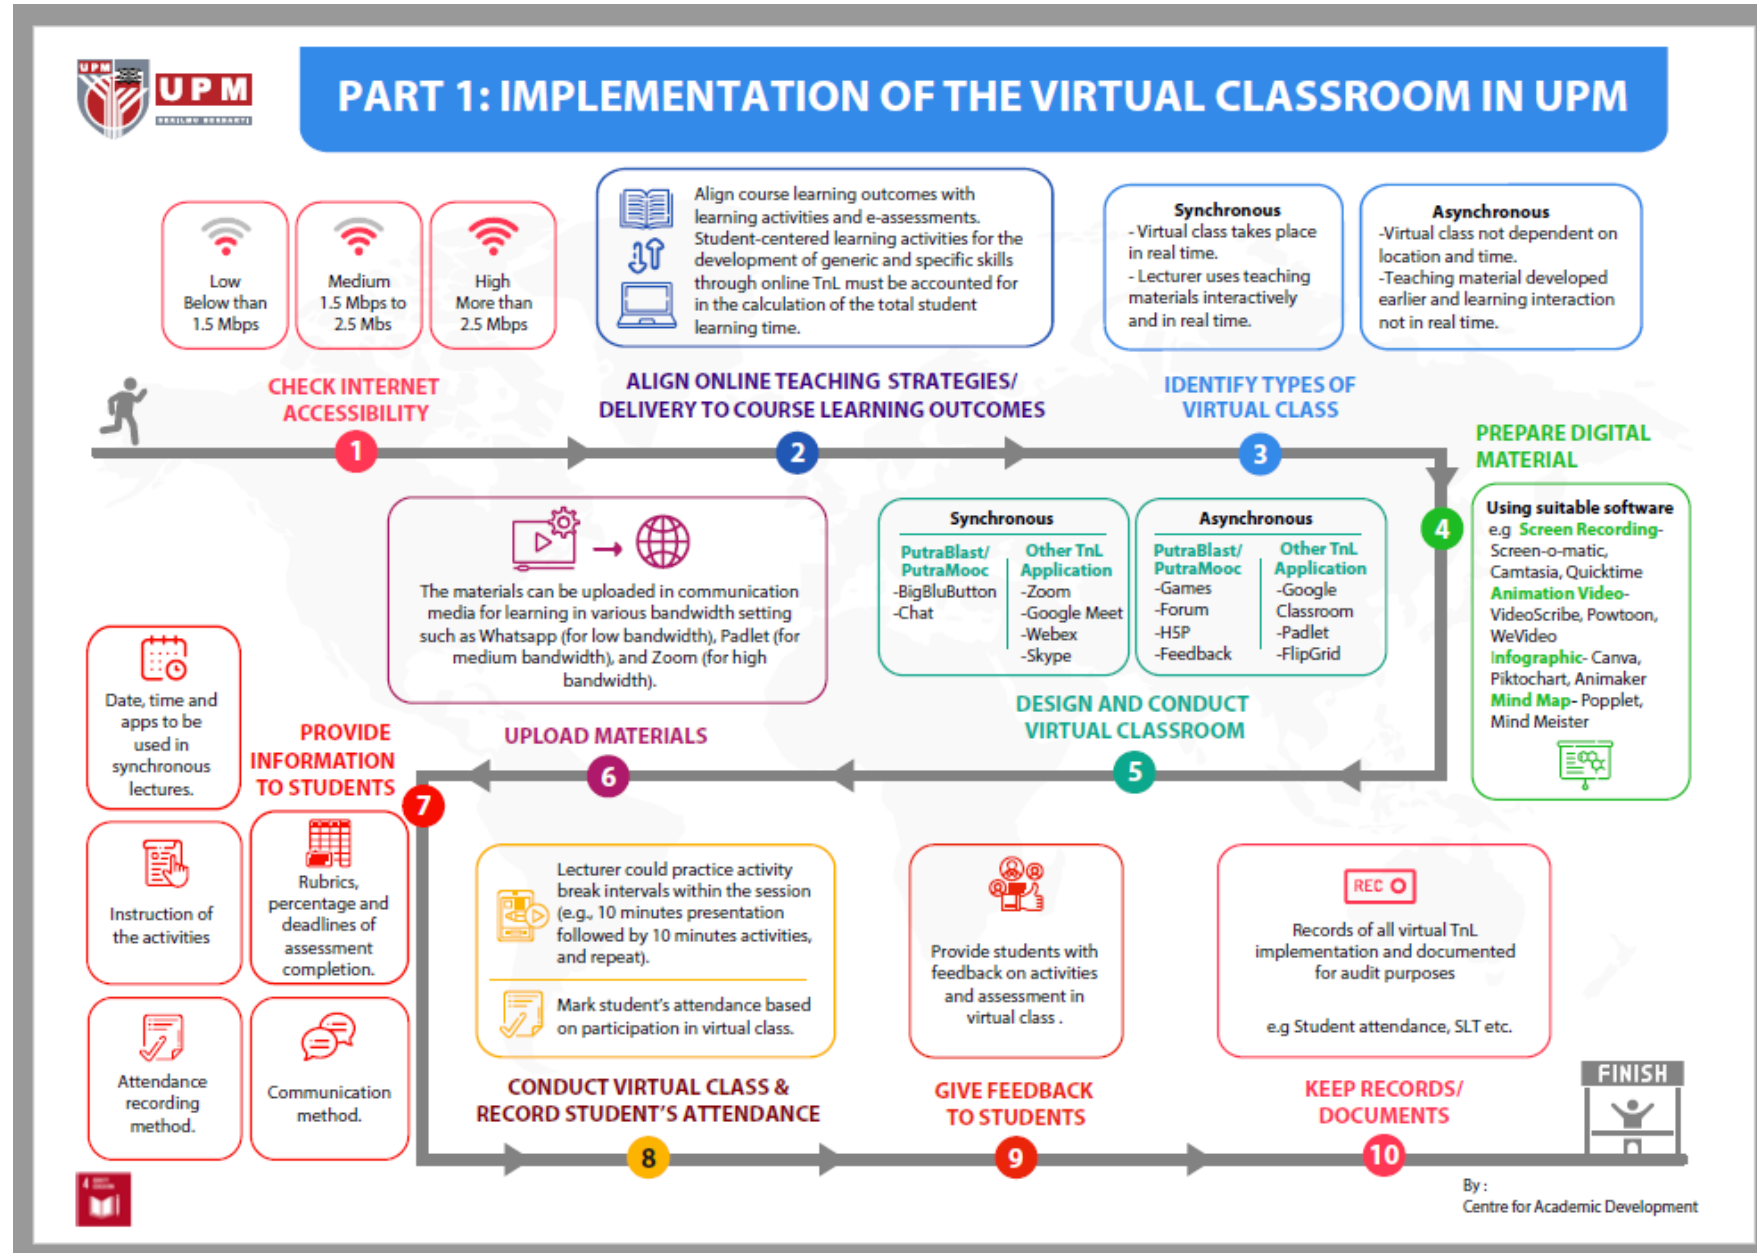 UPM
UPM
BERILMU BERBAKTI
PART 1: IMPLEMENTATION OF THE VIRTUAL CLASSROOM IN UPM
Low
Below than
1.5 Mbps
Medium
1.5 Mbps to
2.5 Mbs
High
More than
2.5 Mbps
CHECK INTERNET
ACCESSIBILITY
1
Align course learning outcomes with
learning activities and e-assessments.
Student-centered learning activities for the
development of generic and specific skills
through online TnL must be accounted for
in the calculation of the total student
learning time.
ALIGN ONLINE TEACHING STRATEGIES/
DELIVERY TO COURSE LEARNING OUTCOMES
2
Synchronous
- Virtual class takes place
in real time.
- Lecturer uses teaching
materials interactively
and in real time.
Asynchronous
-Virtual class not dependent on
location and time.
-Teaching material developed
earlier and learning interaction
not in real time.
IDENTIFY TYPES OF
VIRTUAL CLASS
3
PREPARE DIGITAL
MATERIAL
4
Using suitable software
e.g Screen Recording-
Screen-o-matic,
Camtasia, Quicktime
Animation Video-
VideoScribe, Powtoon,
WeVideo
Infographic- Canva,
Piktochart, Animaker
Mind Map- Popplet,
Mind Meister
Synchronous
PutraBlast/
PutraMooc
-BigBluButton
-Chat
Other TnL
Application
-Zoom
-Google Meet
-Webex
-Skype
Asynchronous
PutraBlast/
PutraMooc
-Games
-Forum
-H5P
-Feedback
Other TnL
Application
-Google
Classroom
-Padlet
-FlipGrid
DESIGN AND CONDUCT
VIRTUAL CLASSROOM
5
The materials can be uploaded in communication
media for learning in various bandwidth setting
such as Whatsapp (for low bandwidth), Padlet (for
medium bandwidth), and Zoom (for high
bandwidth).
UPLOAD MATERIALS
6
PROVIDE
INFORMATION
TO STUDENTS
7
Date, time and
apps to be
used in
synchronous
lectures.
Instruction of
the activities
Rubrics,
percentage and
deadlines of
assessment
completion.
Attendance
recording
method.
Communication
method.
Lecturer could practice activity
break intervals within the session
(e.g., 10 minutes presentation
followed by 10 minutes activities,
and repeat).
Mark student's attendance based
on participation in virtual class.
CONDUCT VIRTUAL CLASS &
RECORD STUDENT'S ATTENDANCE
8
Provide students with
feedback on activities
and assessment in
virtual class .
GIVE FEEDBACK
TO STUDENTS
9
REC
Records of all virtual TnL
implementation and documented
for audit purposes
e.g Student attendance, SLT etc.
KEEP RECORDS/
DOCUMENTS
10
FINISH
4
By :
Centre for Academic Development